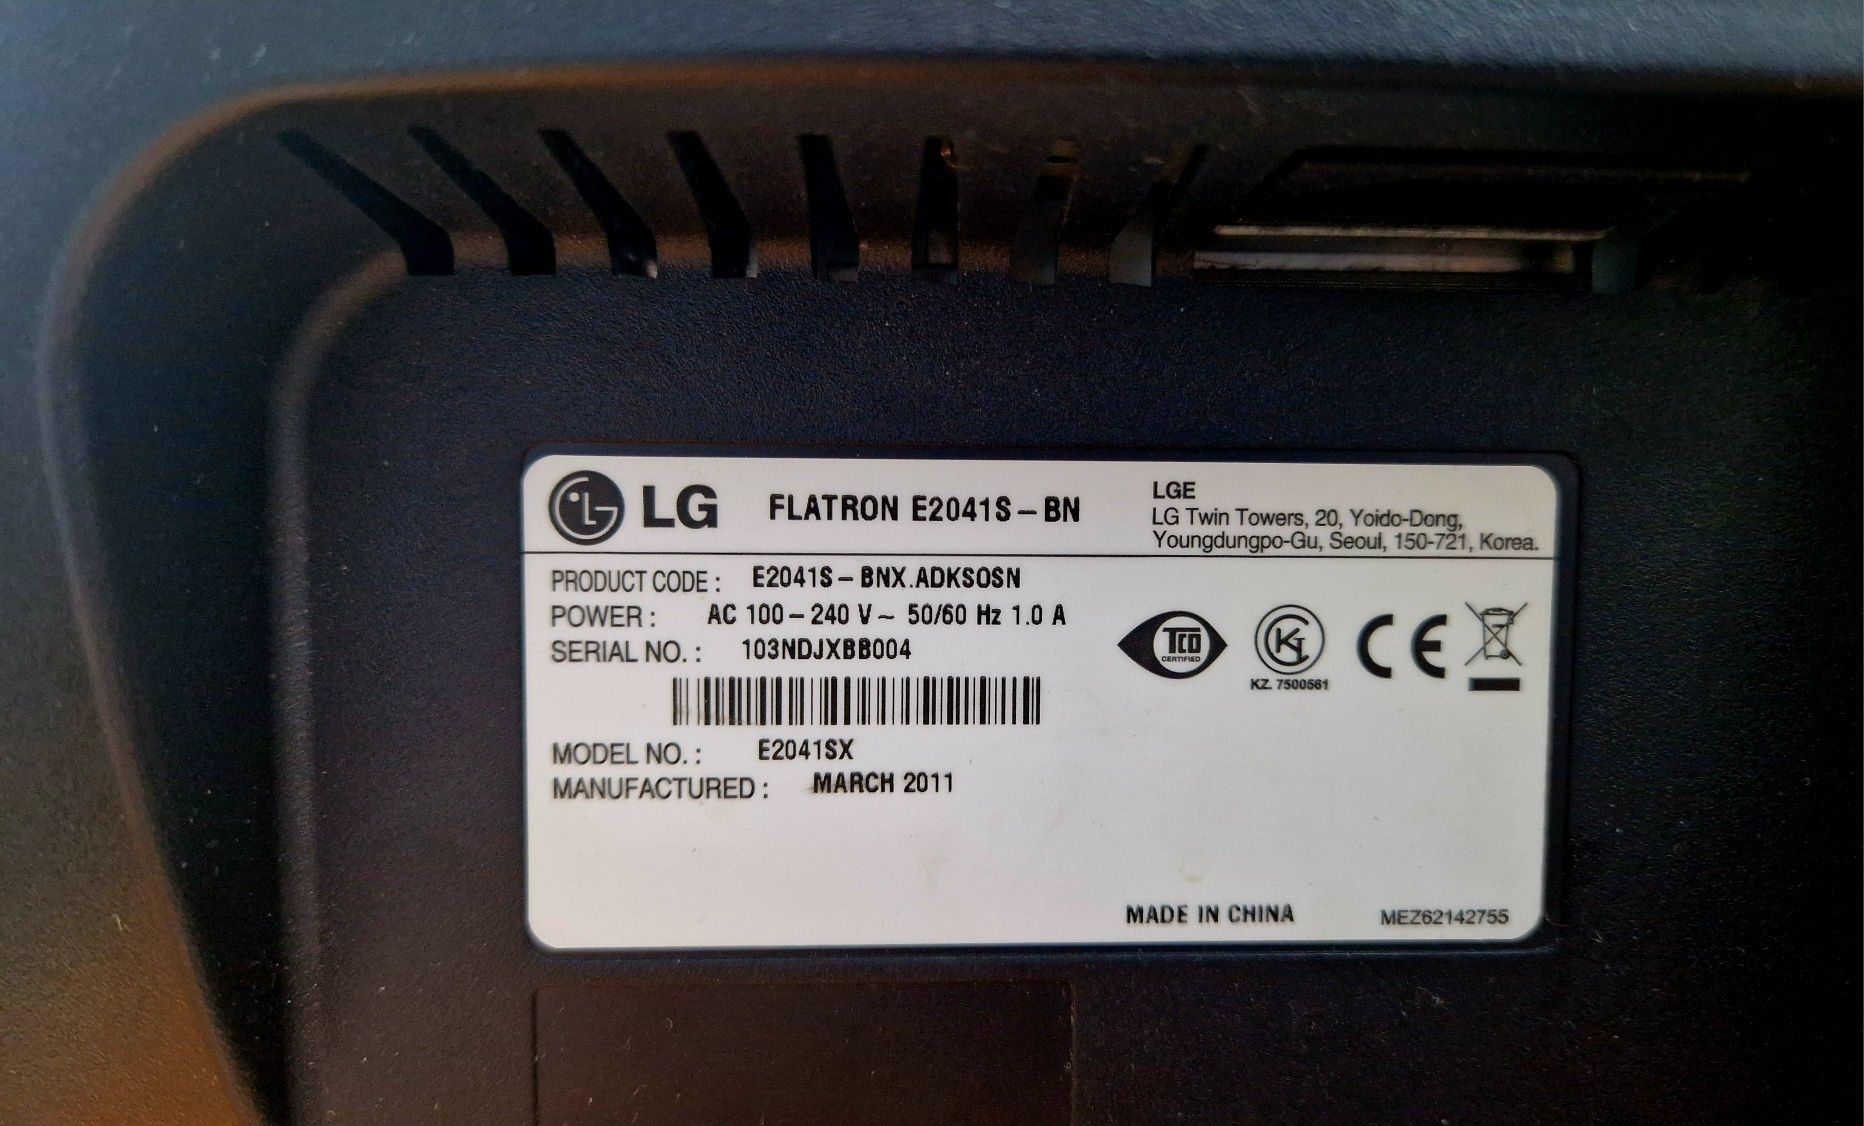 LG FLATRON E2041S-BN
LGE
LG Twin Towers, 20, Yoido-Dong,
Youngdungpo-Gu, Seoul, 150-721, Korea.
PRODUCT CODE : E2041S-BNX.ADKSOSN
POWER : AC 100-240 V~ 50/60 Hz 1.0 A
SERIAL NO. : 103NDJXBB004
TCO
CERTIFIED
KZ. 7500561
CE
MODEL NO. : E2041SX
MANUFACTURED : MARCH 2011
MADE IN CHINA
MEZ62142755